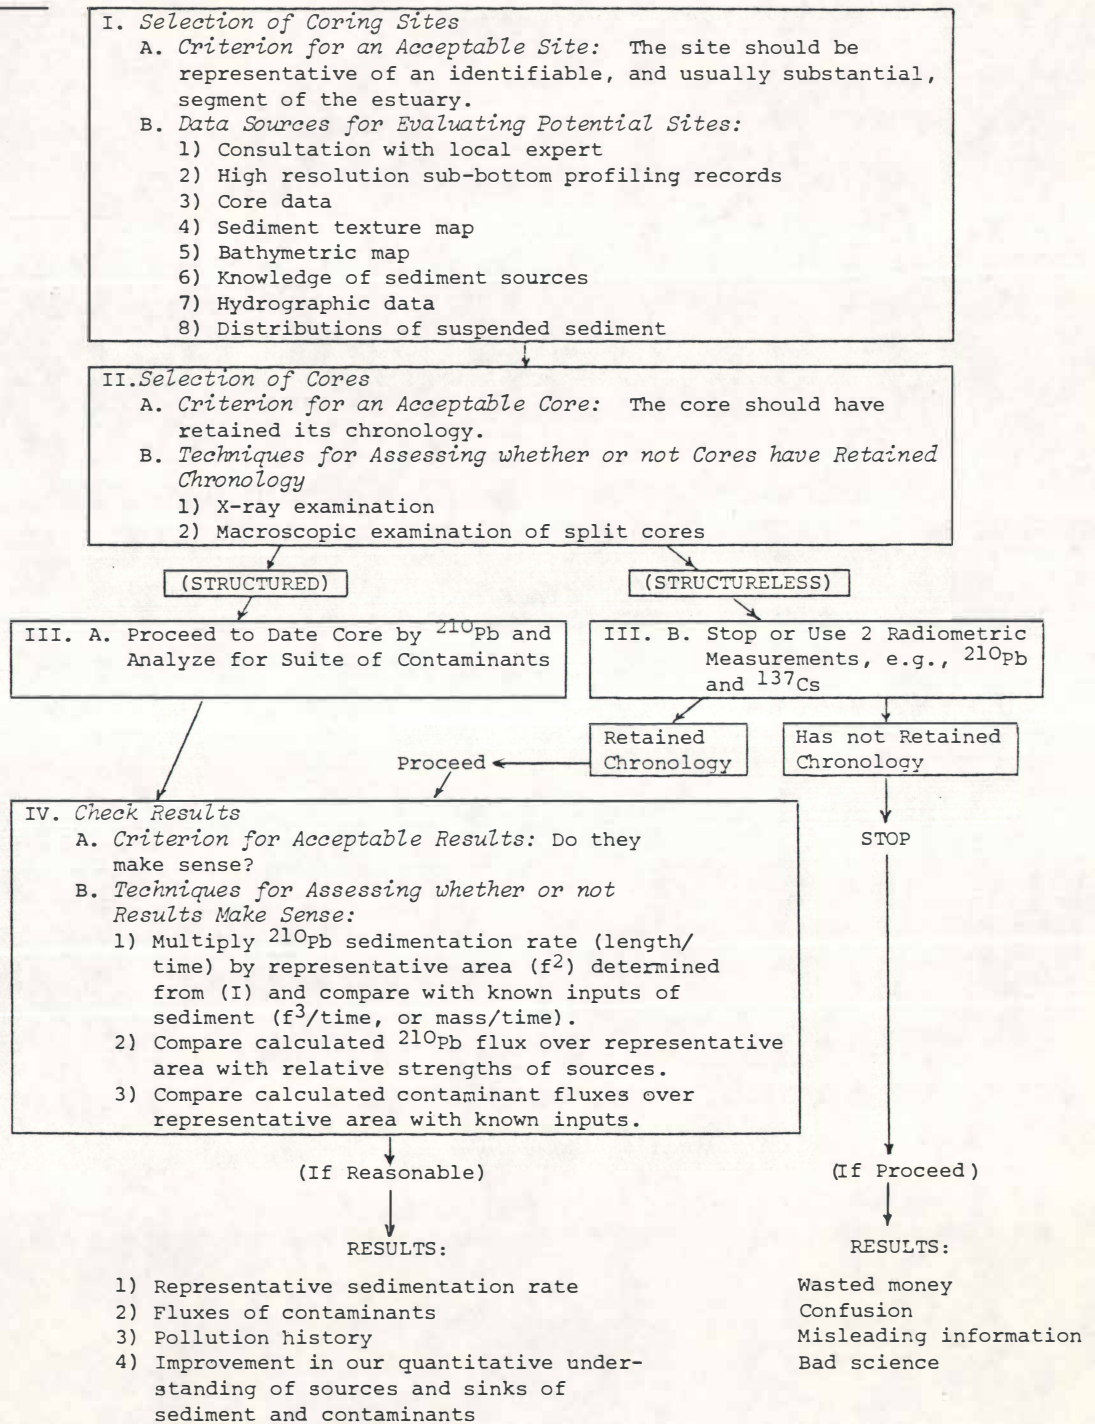 I. Selection of Coring Sites
A. Criterion for an Acceptable Site: The site should be
representative of an identifiable, and usually substantial,
segment of the estuary.
B. Data Sources for Evaluating Potential Sites:
1) Consultation with local expert
2) High resolution sub-bottom profiling records
3) Core data
4) Sediment texture map
5) Bathymetric map
6) Knowledge of sediment sources
7) Hydrographic data
8) Distributions of suspended sediment
II. Selection of Cores
A. Criterion for an Acceptable Core: The core should have
retained its chronology.
B. Techniques for Assessing whether or not Cores have Retained
Chronology
1) X-ray examination
2) Macroscopic examination of split cores
(STRUCTURED)
(STRUCTURELESS)
III. A. Proceed to Date Core by 210Pb and
Analyze for Suite of Contaminants
III. B. Stop or Use 2 Radiometric
Measurements, e.g., 210Pb
and 137Cs
Retained
Chronology
Has not Retained
Chronology
Proceed
IV. Check Results
A. Criterion for Acceptable Results: Do they
make sense?
B. Techniques for Assessing whether or not
Results Make Sense:
1) Multiply 210Pb sedimentation rate (length/
time) by representative area (f2) determined
from (I) and compare with known inputs of
sediment (f3/time, or mass/time).
2) Compare calculated 210Pb flux over representative
area with relative strengths of sources.
3) Compare calculated contaminant fluxes over
representative area with known inputs.
STOP
(If Reasonable)
(If Proceed)
RESULTS:
1) Representative sedimentation rate
2) Fluxes of contaminants
3) Pollution history
4) Improvement in our quantitative under-
standing of sources and sinks of
sediment and contaminants
RESULTS:
Wasted money
Confusion
Misleading information
Bad science